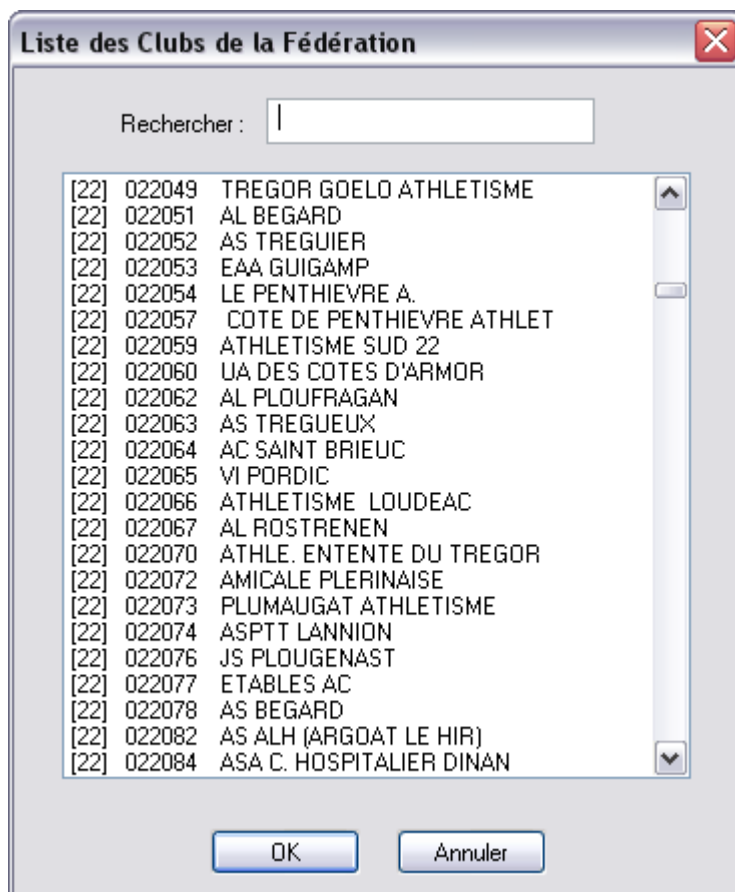 Liste des Clubs de la Fédération
Rechercher :
[22] 022049 TREGOR GOELO ATHLETISME
[22] 022051 AL BEGARD
[22] 022052 AS TREGUIER
[22] 022053 EAA GUIGAMP
[22] 022054 LE PENTHIEVRE A.
[22] 022057 COTE DE PENTHIEVRE ATHLET
[22] 022059 ATHLETISME SUD 22
[22] 022060 UA DES COTES D'ARMOR
[22] 022062 AL PLOUFRAGAN
[22] 022063 AS TREGUEUX
[22] 022064 AC SAINT BRIEUC
[22] 022065 VI PORDIC
[22] 022066 ATHLETISME LOUDEAC
[22] 022067 AL ROSTRENEN
[22] 022070 ATHLE. ENTENTE DU TREGOR
[22] 022072 AMICALE PLERINAISE
[22] 022073 PLUMAUGAT ATHLETISME
[22] 022074 ASPTT LANNION
[22] 022076 JS PLOUGENAST
[22] 022077 ETABLES AC
[22] 022078 AS BEGARD
[22] 022082 AS ALH (ARGOAT LE HIR)
[22] 022084 ASA C. HOSPITALIER DINAN
OK Annuler